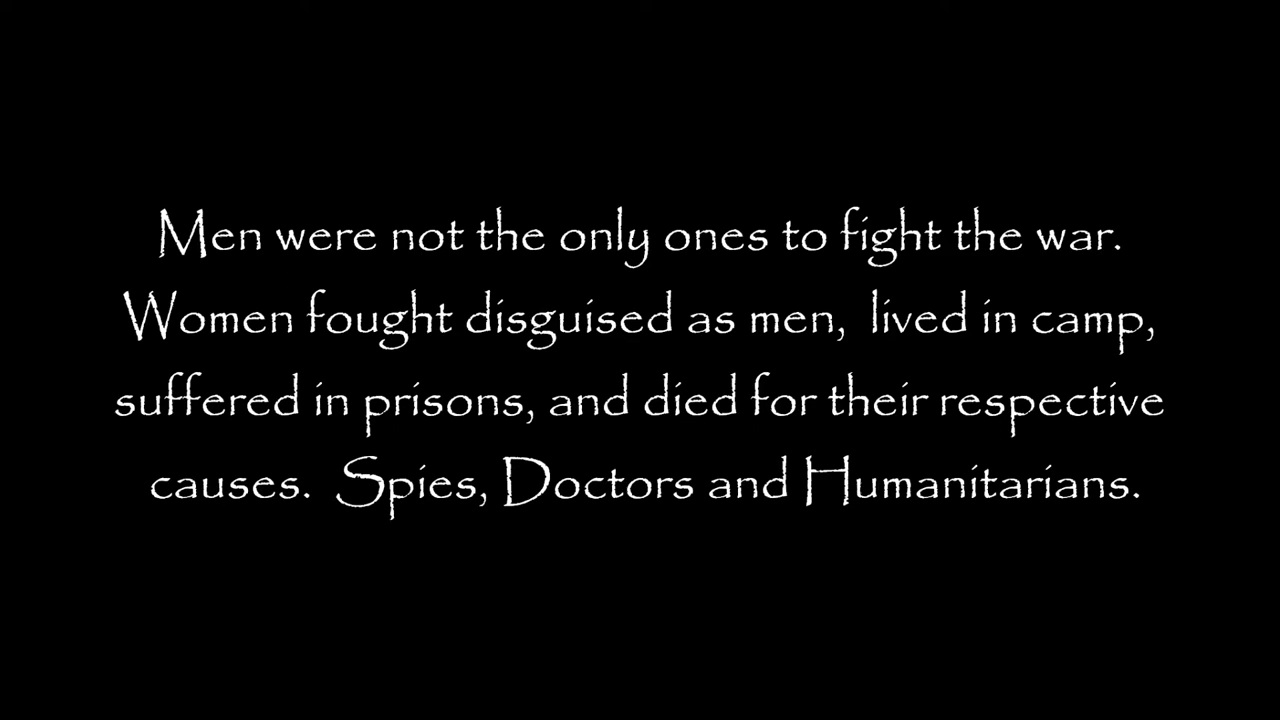 Men were not the only ones to fight the war.
Women fought disguised as men, lived in camp,
suffered in prisons, and died for their respective
causes. Spies, Doctors and Humanitarians.